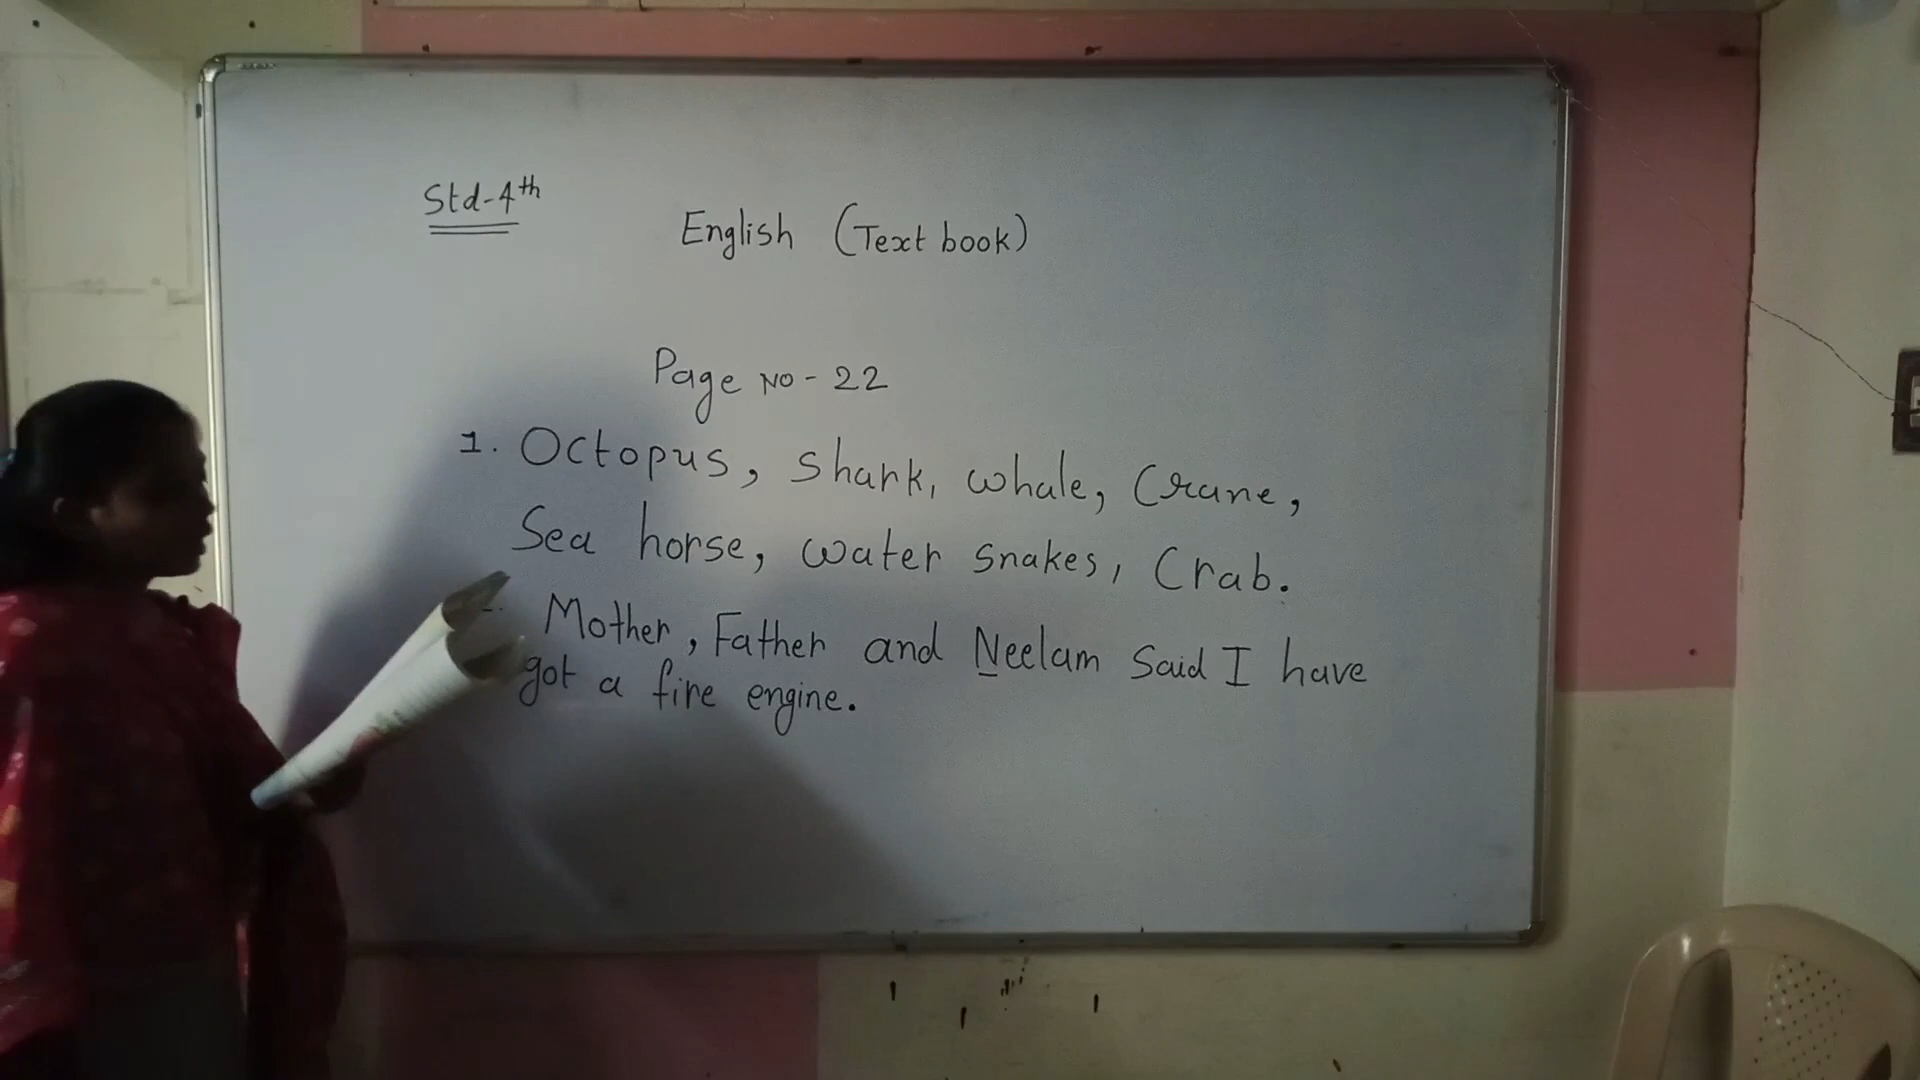 Std-4th
English (Text book)
Page No - 22
1. Octopus, Shark, whale, Crane,
Sea horse, water snakes, Crab.
Mother, Father and Neelam Said I have
got a fire engine.